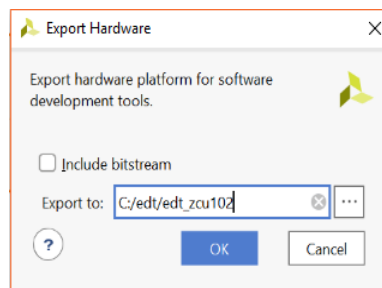 Export Hardware
Export hardware platform for software
development tools.
Include bitstream
Export to: C:/edt/edt_zcu102
? OK Cancel